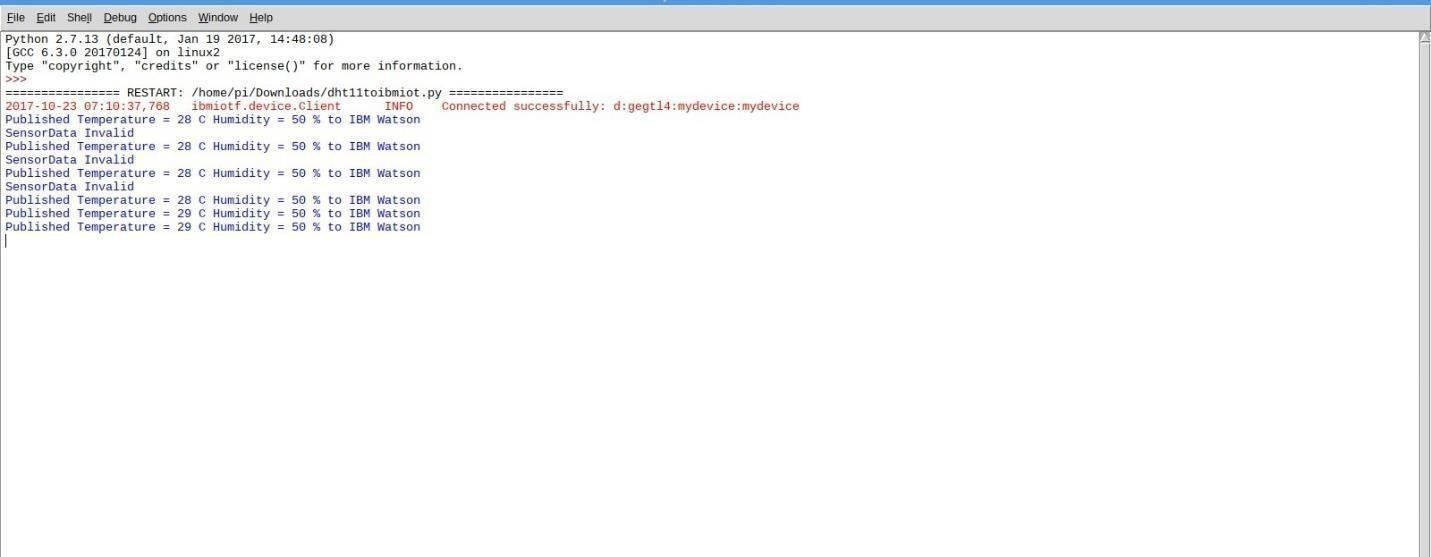 File Edit Shell Debug Options Window Help
Python 2.7.13 (default, Jan 19 2017, 14:48:08)
[GCC 6.3.0 20170124] on linux2
Type "copyright", "credits" or "license()" for more information.
>>>
================ RESTART: /home/pi/Downloads/dht11toibmiot.py ================
2017-10-23 07:10:37,768   ibmiotf.device.Client      INFO    Connected successfully: d:gegtl4:mydevice:mydevice
Published Temperature = 28 C Humidity = 50 % to IBM Watson
SensorData Invalid
Published Temperature = 28 C Humidity = 50 % to IBM Watson
SensorData Invalid
Published Temperature = 28 C Humidity = 50 % to IBM Watson
SensorData Invalid
Published Temperature = 28 C Humidity = 50 % to IBM Watson
Published Temperature = 29 C Humidity = 50 % to IBM Watson
Published Temperature = 29 C Humidity = 50 % to IBM Watson